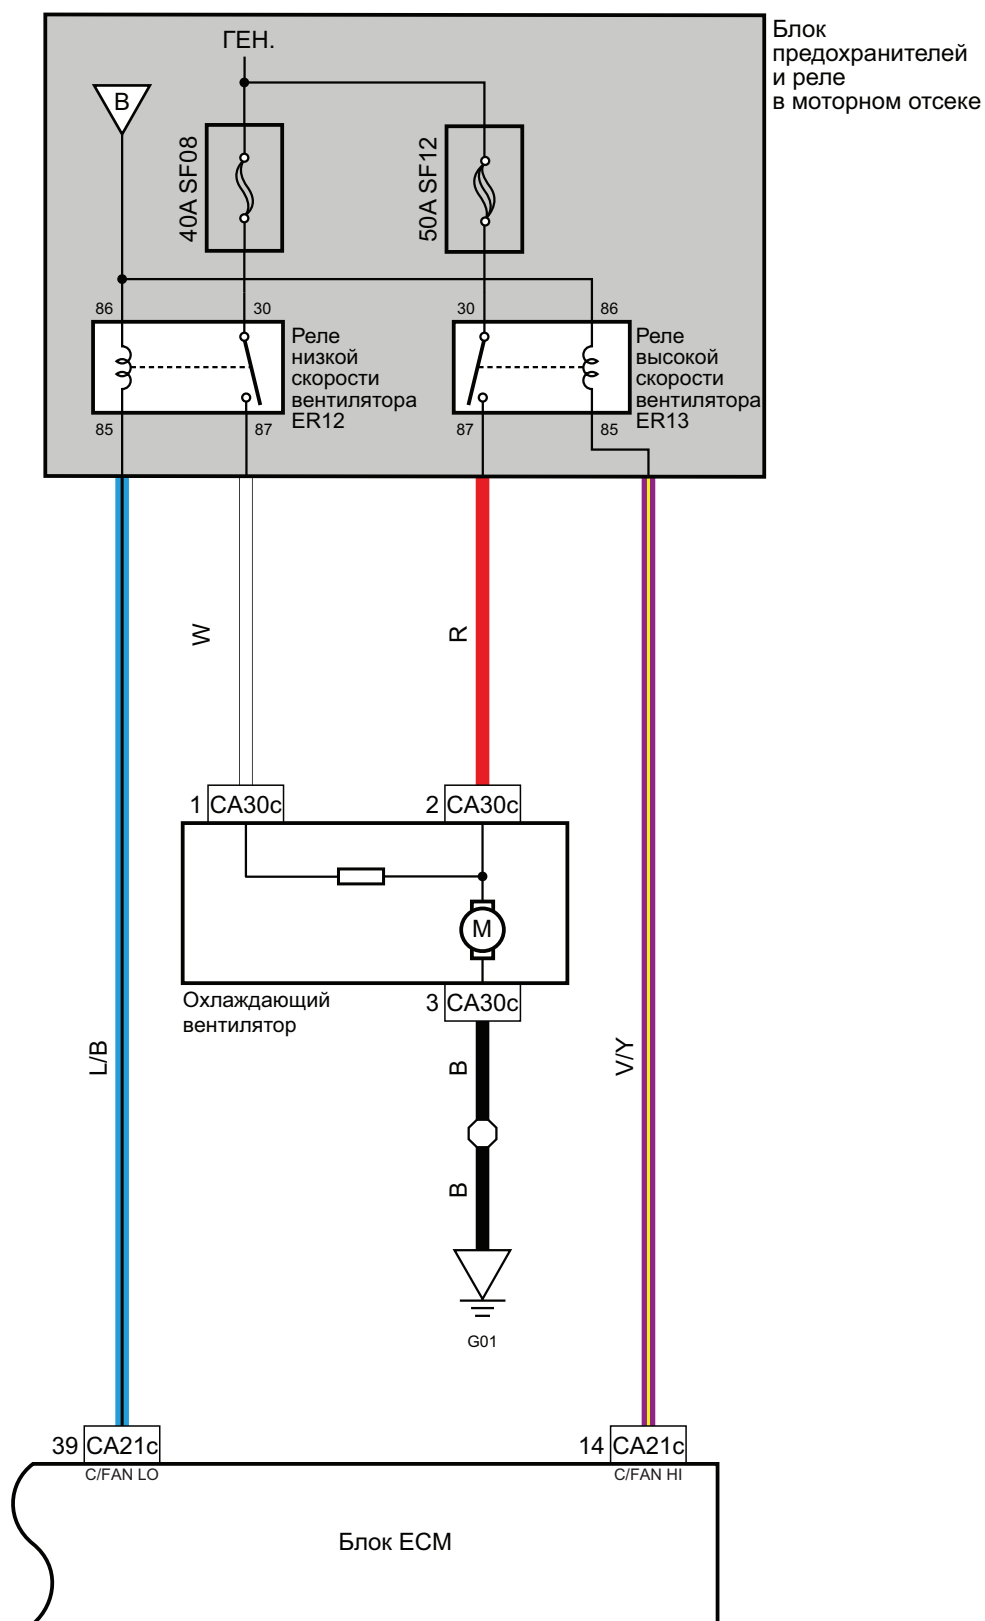 Блок
предохранителей
и реле
в моторном отсеке
ГЕН.
B
40A SF08
50A SF12
86
30
30
86
Реле
низкой
скорости
вентилятора
ER12
Реле
высокой
скорости
вентилятора
ER13
85
87
87
85
W
R
1 CA30c
2 CA30c
M
Охлаждающий
вентилятор
3 CA30c
L/B
B
V/Y
B
G01
39 CA21c
14 CA21c
C/FAN LO
C/FAN HI
Блок ECM